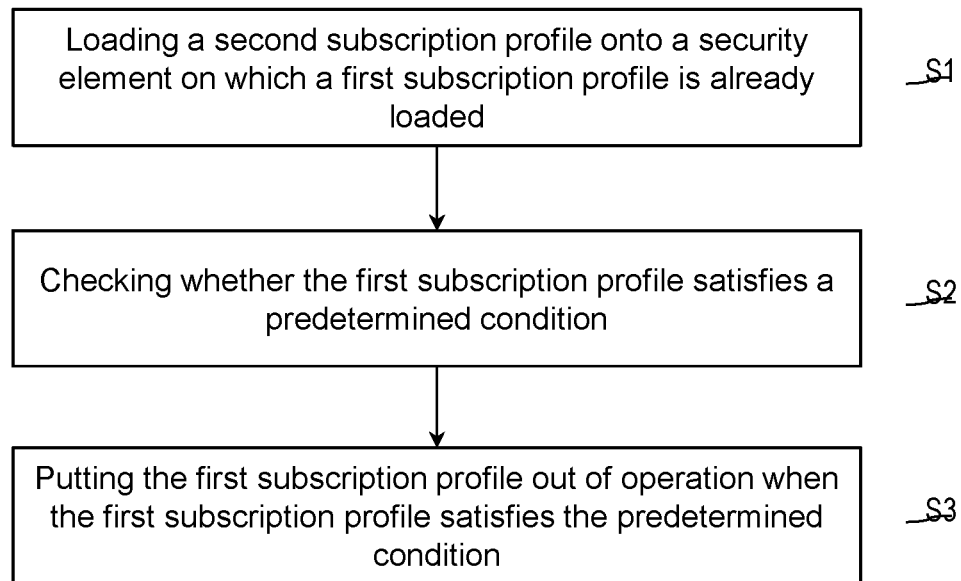 Loading a second subscription profile onto a security
element on which a first subscription profile is already
loaded
S1
Checking whether the first subscription profile satisfies a
predetermined condition
S2
Putting the first subscription profile out of operation when
the first subscription profile satisfies the predetermined
condition
S3